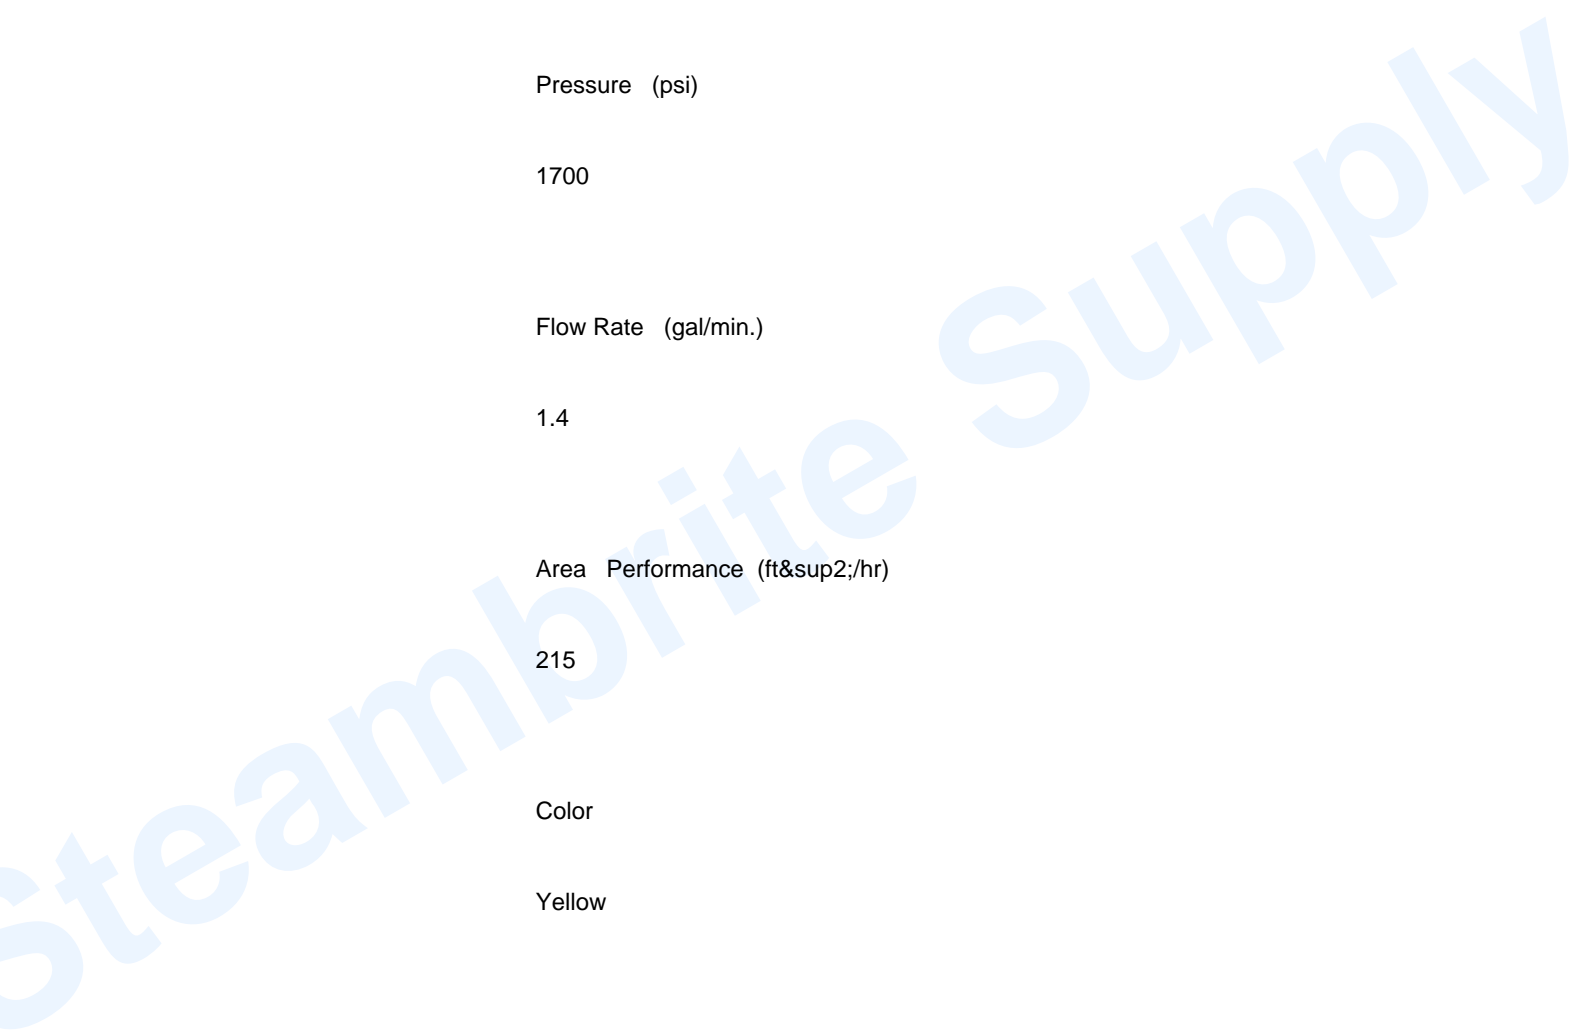 Pressure (psi)
1700
Flow Rate (gal/min.)
1.4
Area Performance (ft&sup2;/hr)
215
Color
Yellow
Steambrite Supply